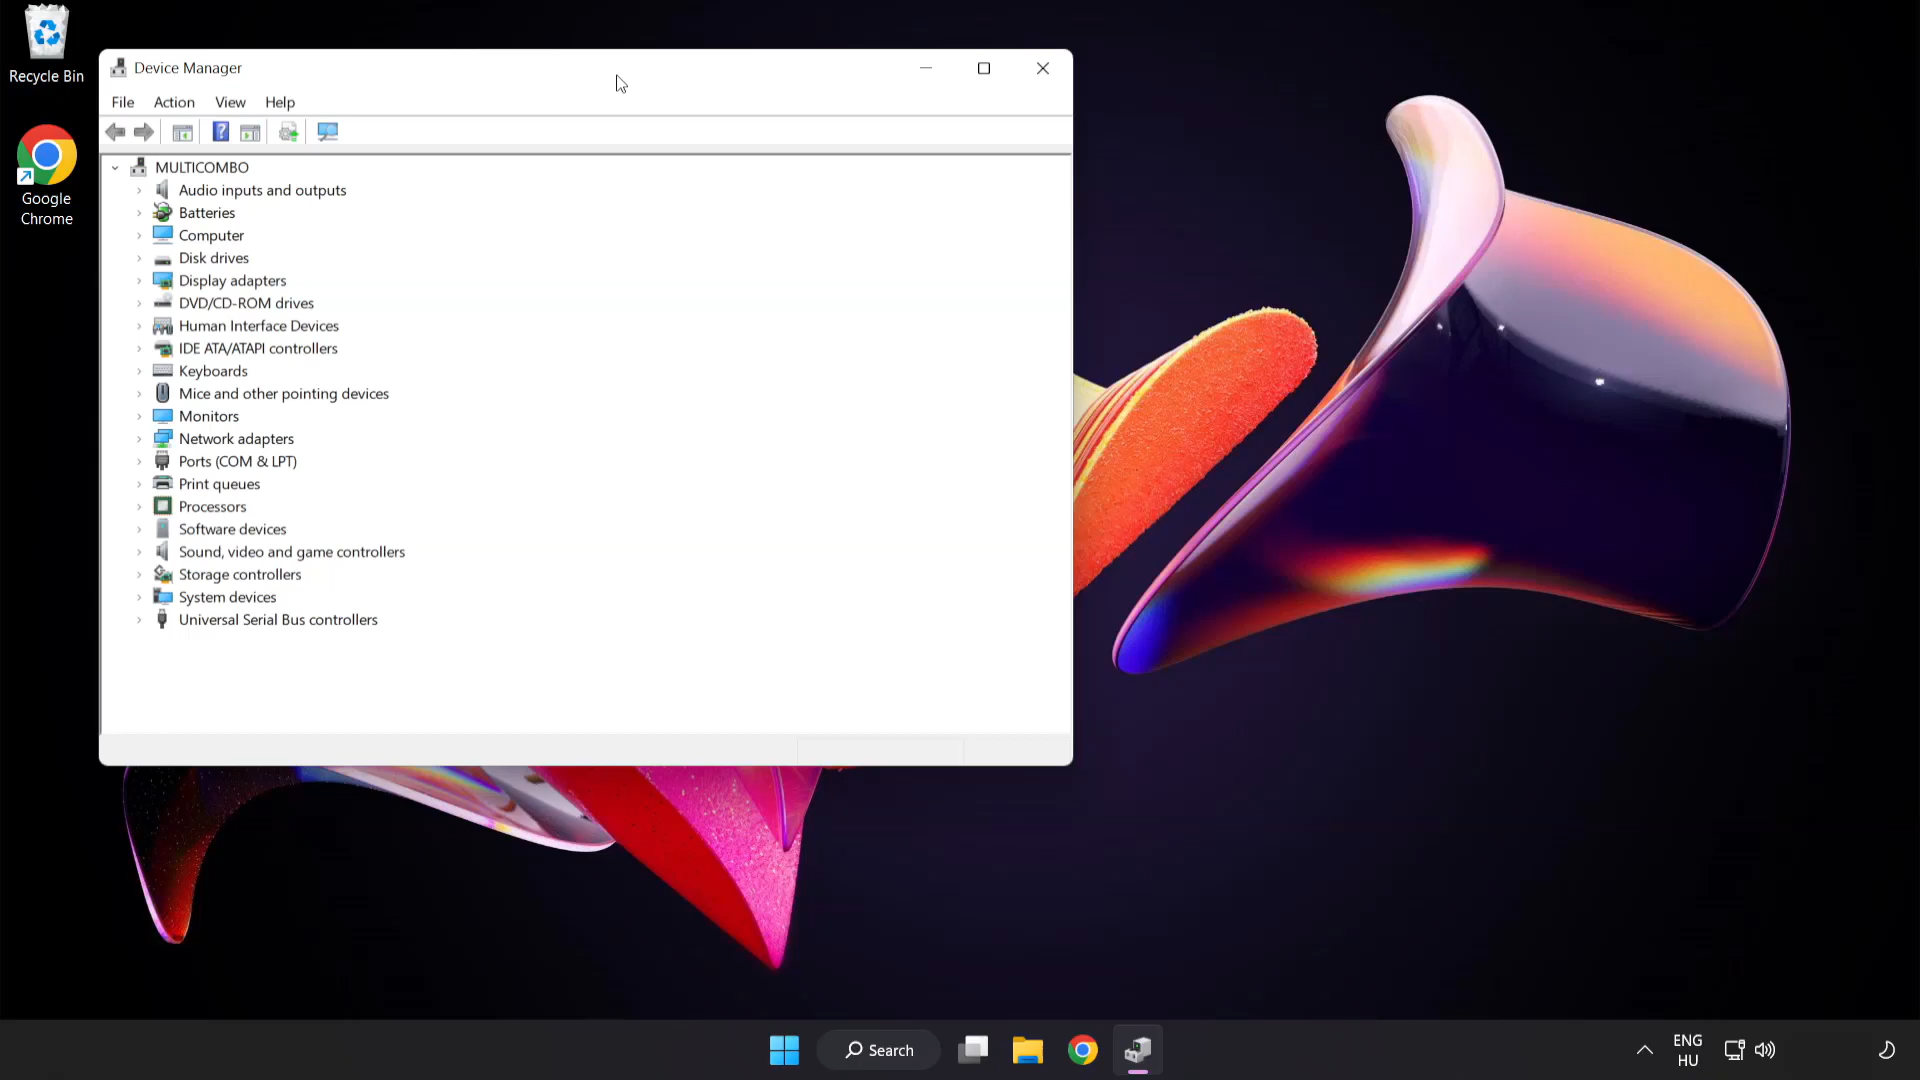 Recycle Bin
Google
Chrome
Device Manager
File Action View Help
MULTICOMBO
Audio inputs and outputs
Batteries
Computer
Disk drives
Display adapters
DVD/CD-ROM drives
Human Interface Devices
IDE ATA/ATAPI controllers
Keyboards
Mice and other pointing devices
Monitors
Network adapters
Ports (COM & LPT)
Print queues
Processors
Software devices
Sound, video and game controllers
Storage controllers
System devices
Universal Serial Bus controllers
Search
ENG
HU